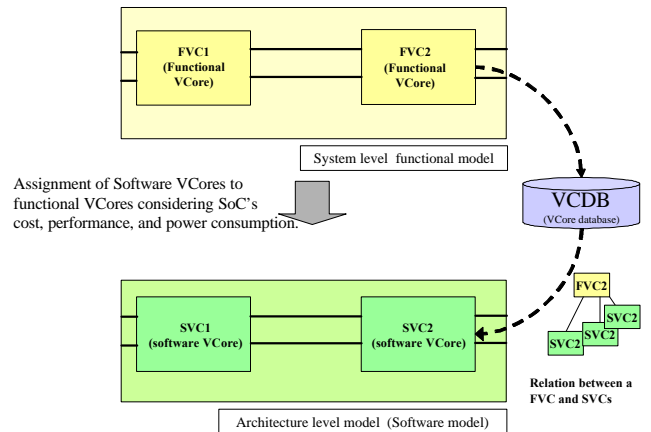 FVC1
(Functional
VCore)
FVC2
(Functional
VCore)
System level  functional model
Assignment of Software VCores to
functional VCores considering SoC's
cost, performance, and power consumption.
VCDB
(VCore database)
SVC1
(software VCore)
SVC2
(software VCore)
FVC2
SVC2
SVC2
SVC2
Relation between a
FVC and SVCs
Architecture level model (Software model)